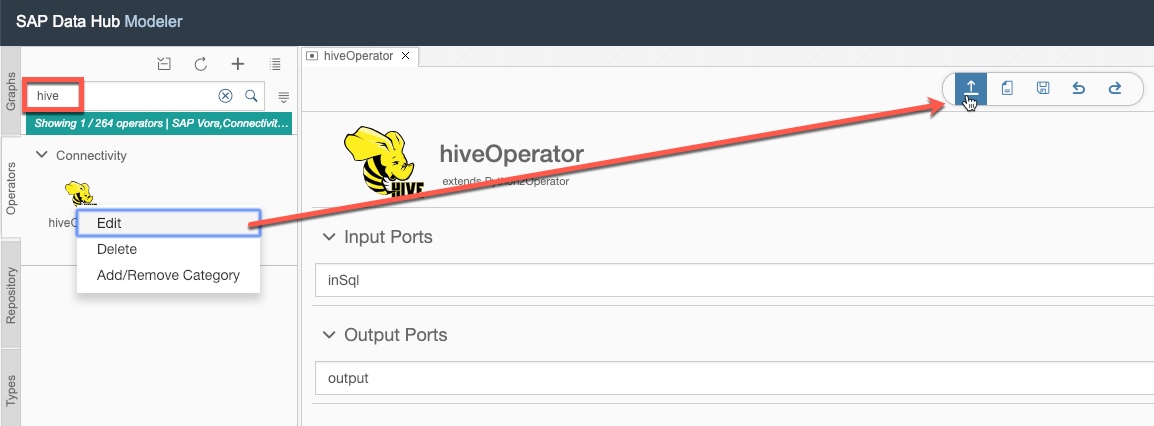 SAP Data Hub Modeler
Graphs
Operators
Repository
Types
hive
Showing 1 / 264 operators | SAP Vora,Connectivit...
Connectivity
hiveO
Edit
Delete
Add/Remove Category
hiveOperator
HIVE
hiveOperator
extends Python2Operator
Input Ports
inSql
Output Ports
output